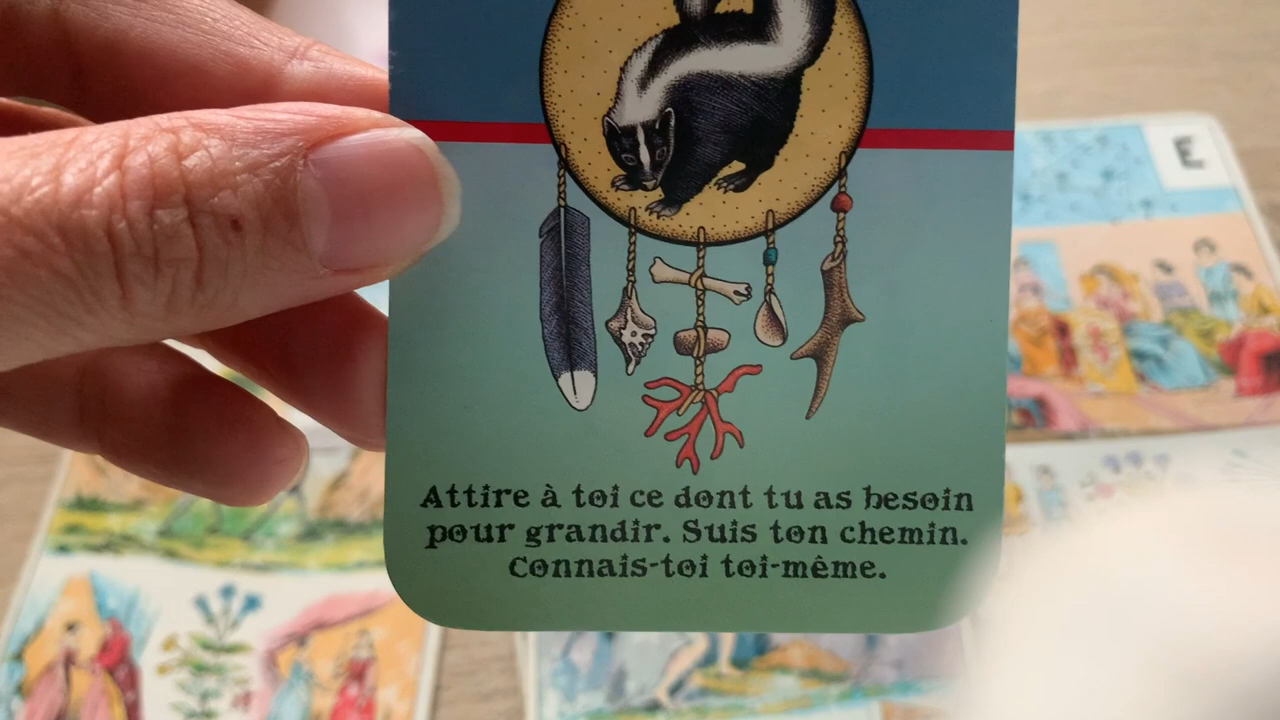 E
Attire à toi ce dont tu as besoin
pour grandir. Suis ton chemin.
Connais-toi toi-même.